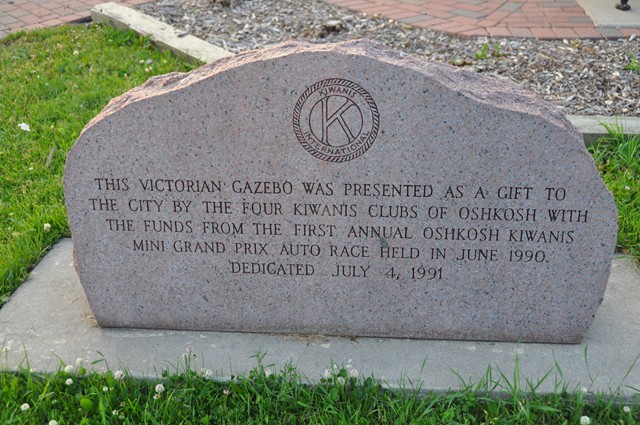 KIWANIS
K
INTERNATIONAL
THIS VICTORIAN GAZEBO WAS PRESENTED AS A GIFT TO
THE CITY BY THE FOUR KIWANIS CLUBS OF OSHKOSH WITH
THE FUNDS FROM THE FIRST ANNUAL OSHKOSH KIWANIS
MINI GRAND PRIX AUTO RACE HELD IN JUNE 1990.
DEDICATED JULY 4, 1991